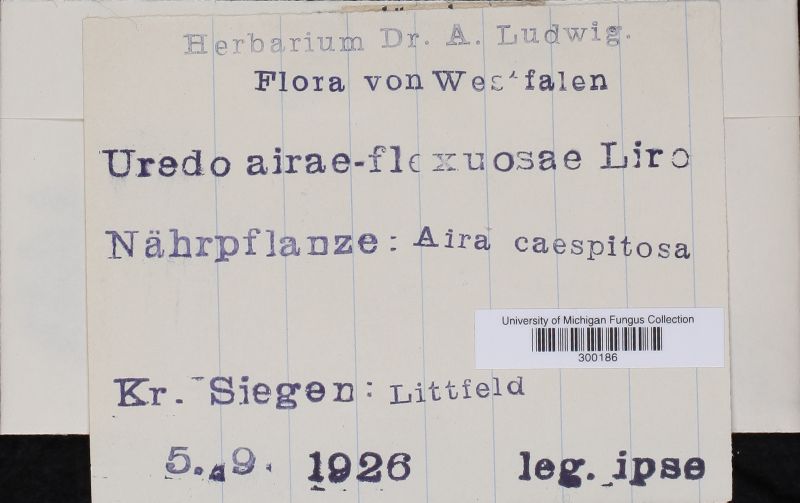 Herbarium Dr. A. Ludwig.
Flora von Westfalen
Uredo airae-flexuosae Liro
Nährpflanze: Aira caespitosa
University of Michigan Fungus Collection
300186
Kr. Siegen: Littfeld
5. 9. 1926 leg. ipse